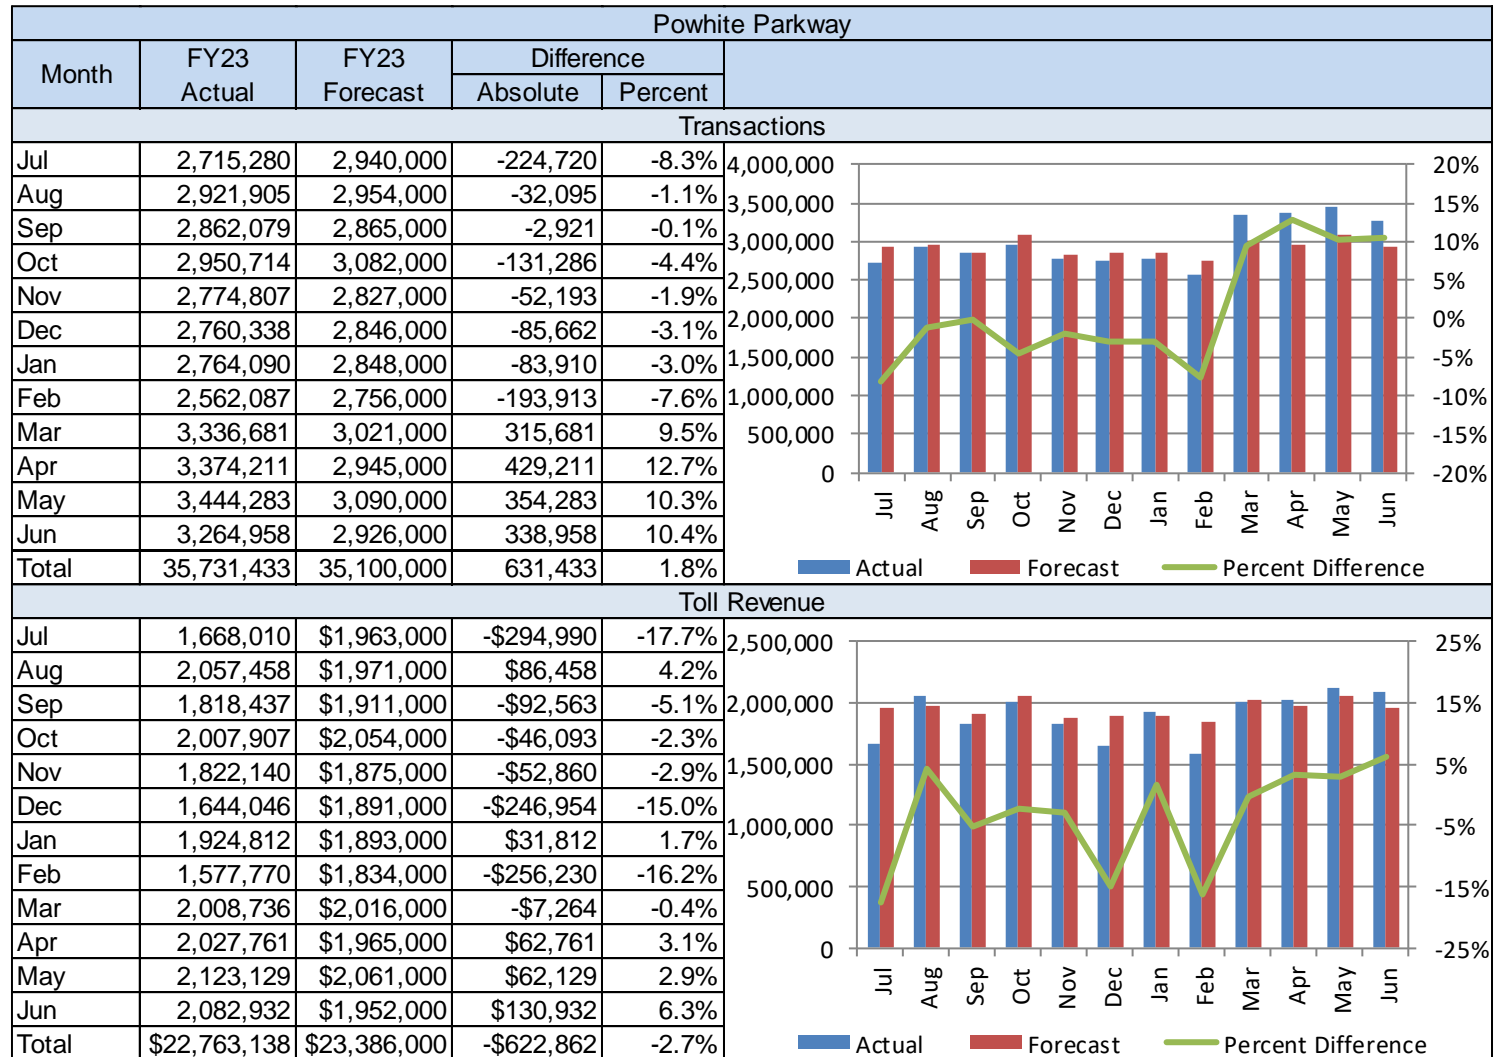 Powhite Parkway
Month FY23 Actual FY23 Forecast Difference Absolute Percent
Transactions
Jul 2,715,280 2,940,000 -224,720 -8.3%
Aug 2,921,905 2,954,000 -32,095 -1.1%
Sep 2,862,079 2,865,000 -2,921 -0.1%
Oct 2,950,714 3,082,000 -131,286 -4.4%
Nov 2,774,807 2,827,000 -52,193 -1.9%
Dec 2,760,338 2,846,000 -85,662 -3.1%
Jan 2,764,090 2,848,000 -83,910 -3.0%
Feb 2,562,087 2,756,000 -193,913 -7.6%
Mar 3,336,681 3,021,000 315,681 9.5%
Apr 3,374,211 2,945,000 429,211 12.7%
May 3,444,283 3,090,000 354,283 10.3%
Jun 3,264,958 2,926,000 338,958 10.4%
Total 35,731,433 35,100,000 631,433 1.8%
4,000,000 20%
3,500,000 15%
3,000,000 10%
2,500,000 5%
2,000,000 0%
1,500,000 -5%
1,000,000 -10%
500,000 -15%
0 -20%
Jul Aug Sep Oct Nov Dec Jan Feb Mar Apr May Jun
Actual Forecast Percent Difference
Toll Revenue
Jul 1,668,010 $1,963,000 -$294,990 -17.7%
Aug 2,057,458 $1,971,000 $86,458 4.2%
Sep 1,818,437 $1,911,000 -$92,563 -5.1%
Oct 2,007,907 $2,054,000 -$46,093 -2.3%
Nov 1,822,140 $1,875,000 -$52,860 -2.9%
Dec 1,644,046 $1,891,000 -$246,954 -15.0%
Jan 1,924,812 $1,893,000 $31,812 1.7%
Feb 1,577,770 $1,834,000 -$256,230 -16.2%
Mar 2,008,736 $2,016,000 -$7,264 -0.4%
Apr 2,027,761 $1,965,000 $62,761 3.1%
May 2,123,129 $2,061,000 $62,129 2.9%
Jun 2,082,932 $1,952,000 $130,932 6.3%
Total $22,763,138 $23,386,000 -$622,862 -2.7%
2,500,000 25%
2,000,000 15%
1,500,000 5%
1,000,000 -5%
500,000 -15%
0 -25%
Jul Aug Sep Oct Nov Dec Jan Feb Mar Apr May Jun
Actual Forecast Percent Difference